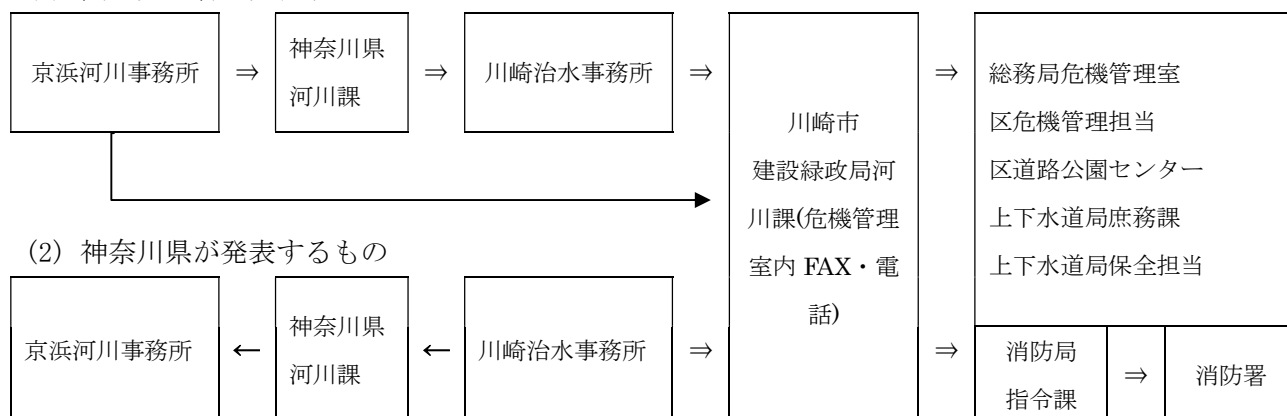 京浜河川事務所
⇒
神奈川県
河川課
⇒
川崎治水事務所
⇒
川崎市
建設緑政局河
川課(危機管理
室内 FAX・電
話)
⇒
総務局危機管理室
区危機管理担当
区道路公園センター
上下水道局庶務課
上下水道局保全担当
(2) 神奈川県が発表するもの
京浜河川事務所
←
神奈川県
河川課
←
川崎治水事務所
⇒
⇒
消防局
指令課
⇒
消防署